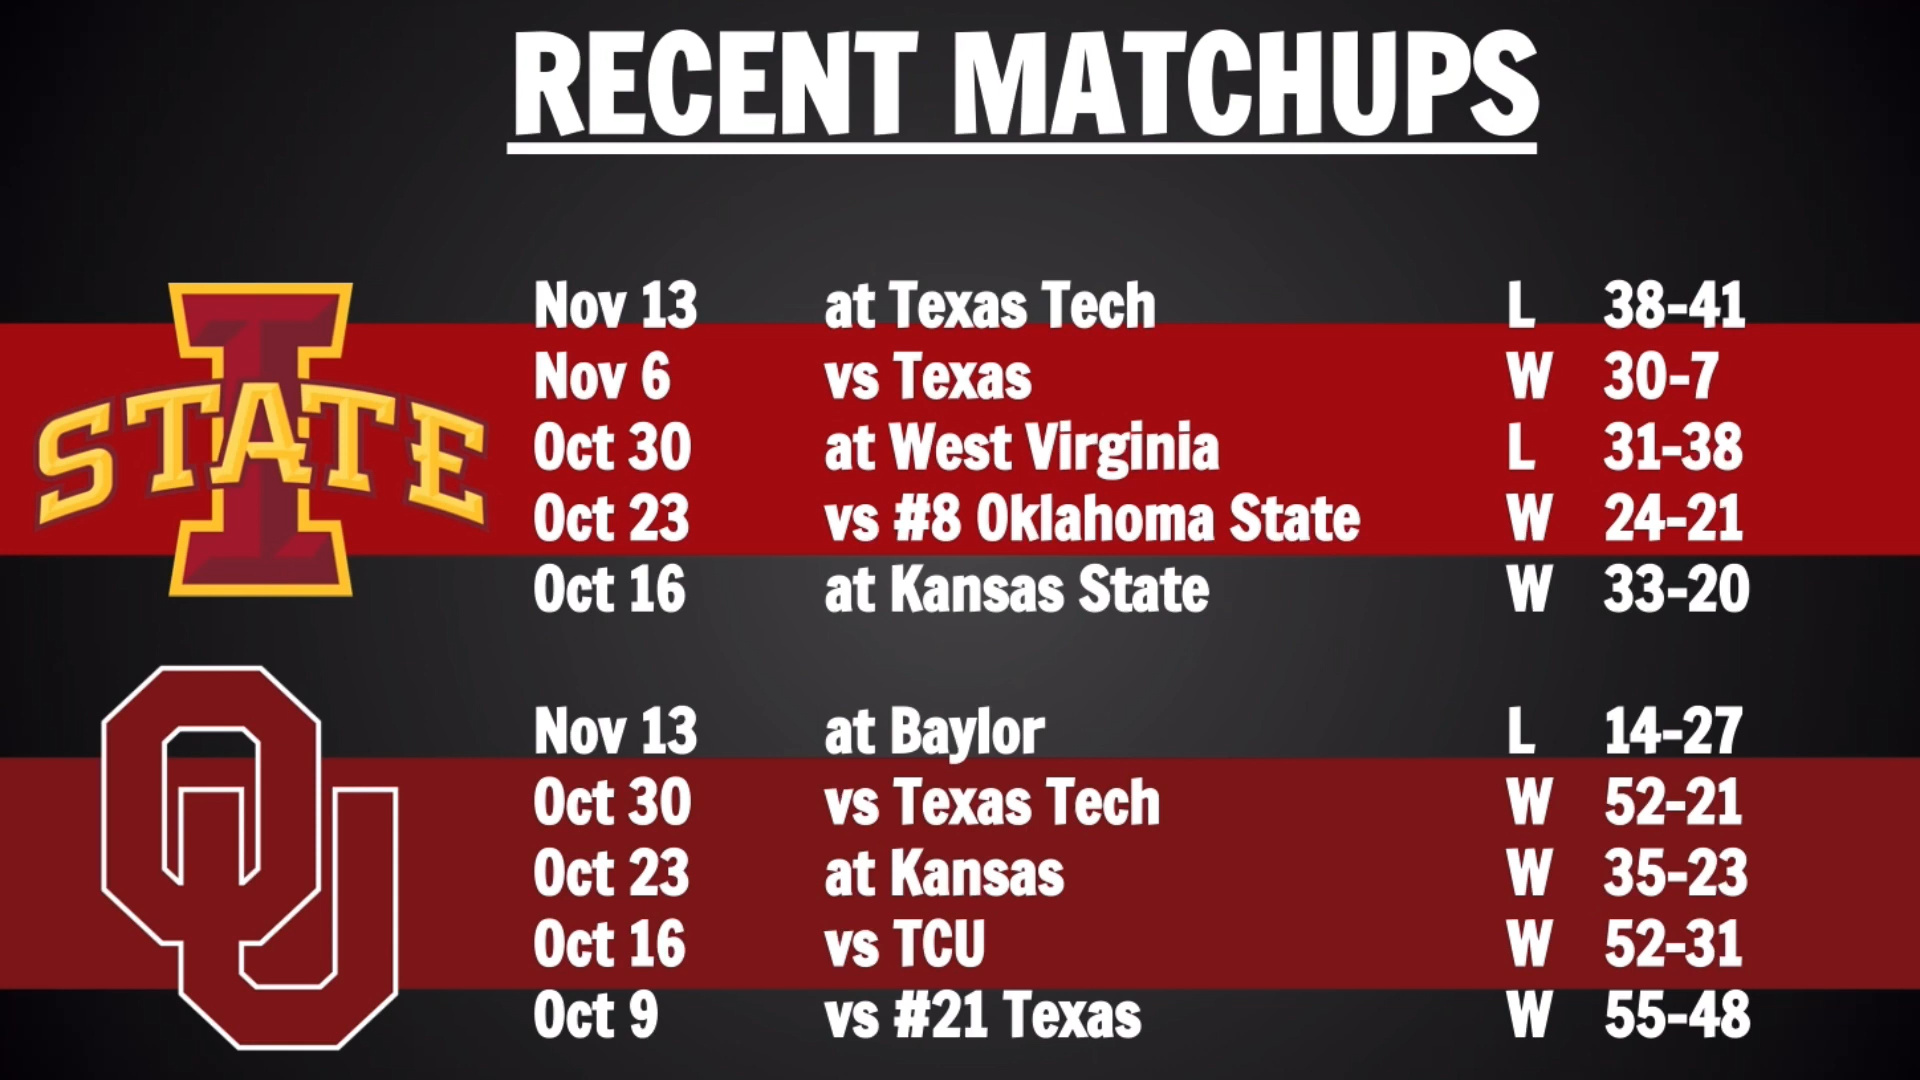 RECENT MATCHUPS
STATE
I
Nov 13 at Texas Tech L 38-41
Nov 6 vs Texas W 30-7
Oct 30 at West Virginia L 31-38
Oct 23 vs #8 Oklahoma State W 24-21
Oct 16 at Kansas State W 33-20
OU
Nov 13 at Baylor L 14-27
Oct 30 vs Texas Tech W 52-21
Oct 23 at Kansas W 35-23
Oct 16 vs TCU W 52-31
Oct 9 vs #21 Texas W 55-48